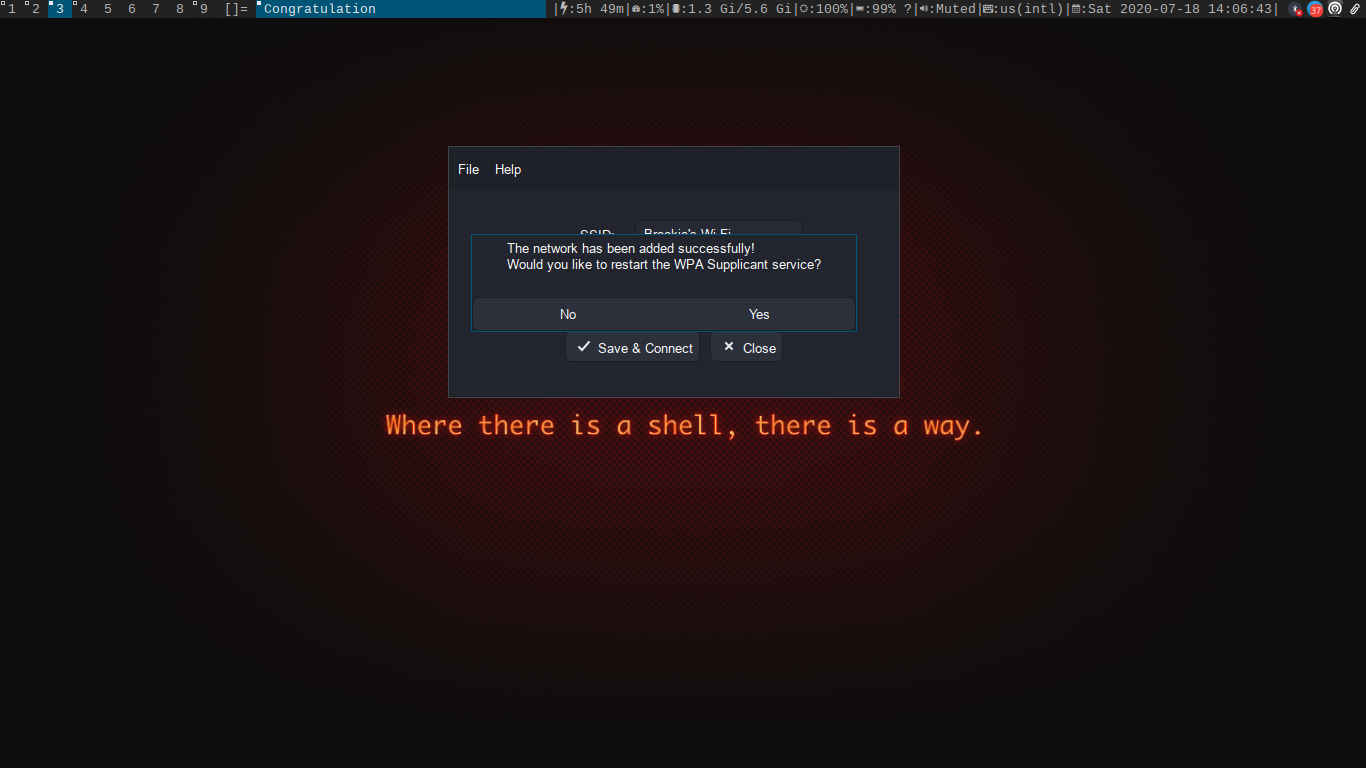 1 2 3 4 5 6 7 8 9 []= Congratulation |:5h 49m|:1%|:1.3 Gi/5.6 Gi|:100%|:99% ?|:Muted|:us(intl)|:Sat 2020-07-18 14:06:43| 37
File Help
SSID:
The network has been added successfully!
Would you like to restart the WPA Supplicant service?
No Yes
Save & Connect Close
Where there is a shell, there is a way.